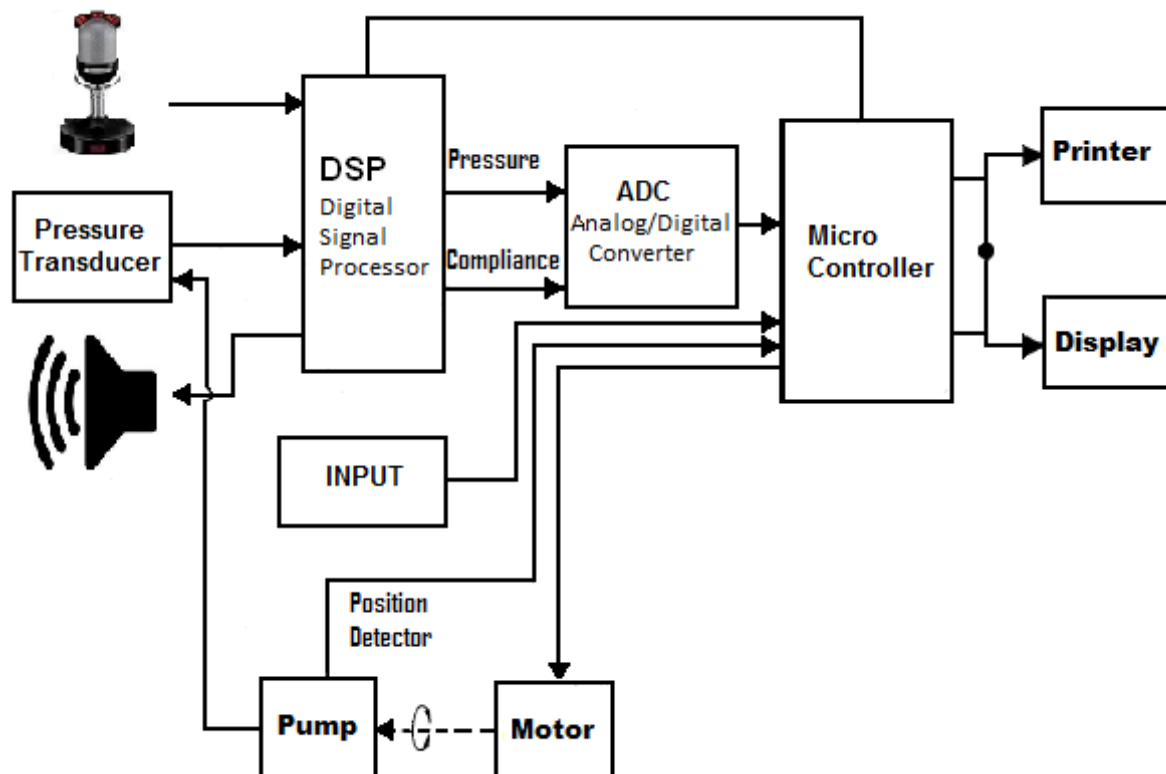 DSP
Digital
Signal
Processor
Pressure
Compliance
ADC
Analog/Digital
Converter
Micro
Controller
Printer
Display
Pressure
Transducer
INPUT
Position
Detector
Pump
Motor